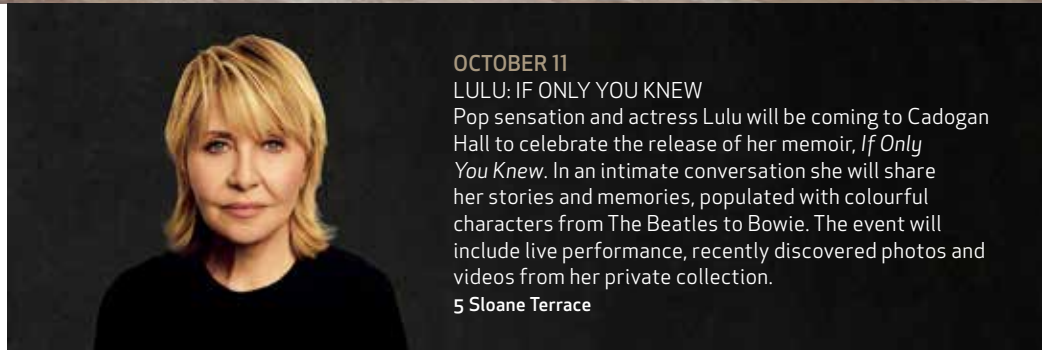 OCTOBER 11
LULU: IF ONLY YOU KNEW
Pop sensation and actress Lulu will be coming to Cadogan
Hall to celebrate the release of her memoir, If Only
You Knew. In an intimate conversation she will share
her stories and memories, populated with colourful
characters from The Beatles to Bowie. The event will
include live performance, recently discovered photos and
videos from her private collection.
5 Sloane Terrace